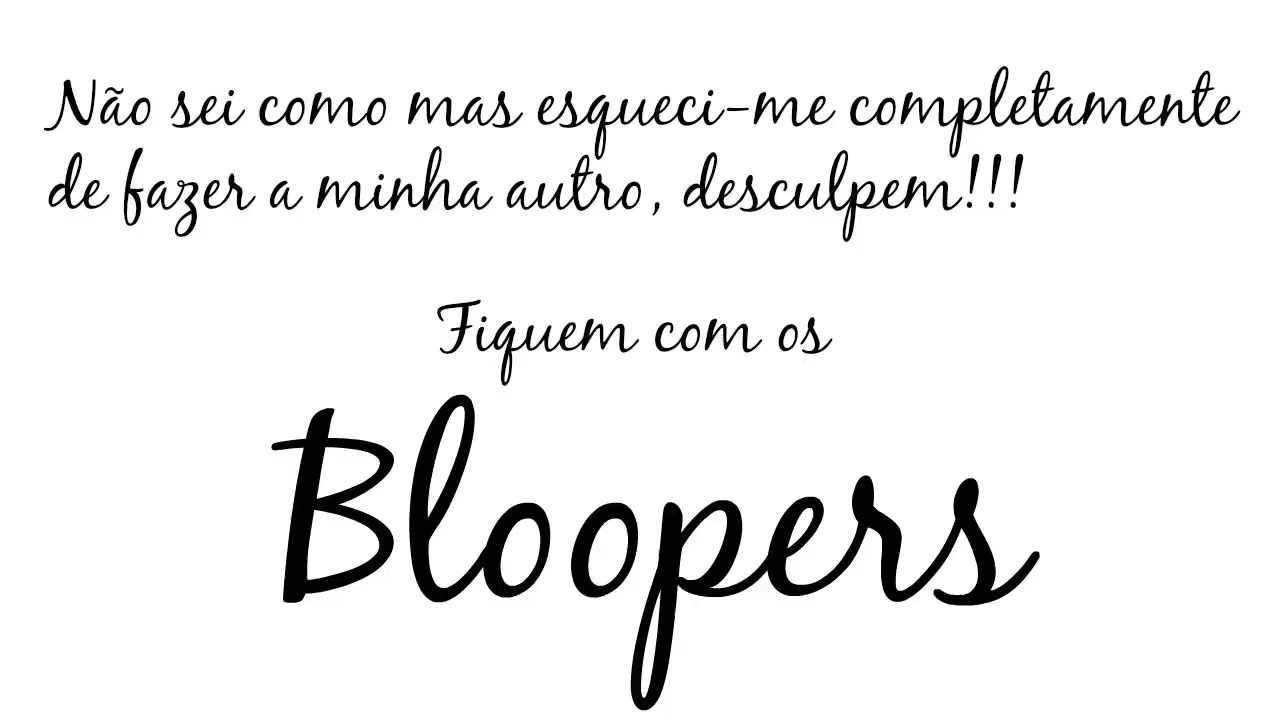 Não sei como mas esqueci-me completamente
de fazer a minha autro, desculpem!!!
Fiquem com os
Bloopers